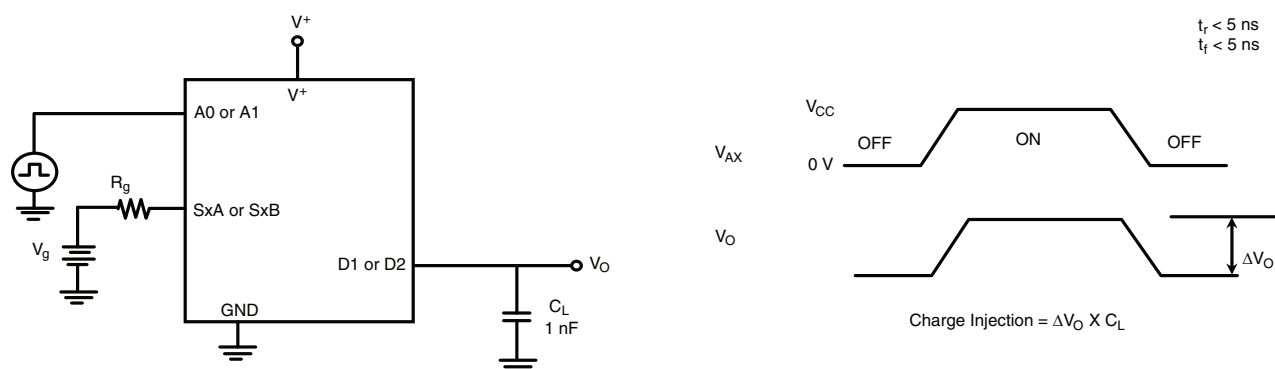 V+
V+
A0 or A1
Rg
SxA or SxB
Vg
D1 or D2
VO
GND
CL
1 nF
tr < 5 ns
tf < 5 ns
VCC
VAX
0 V
OFF
ON
OFF
VO
ΔVO
Charge Injection = ΔVO X CL